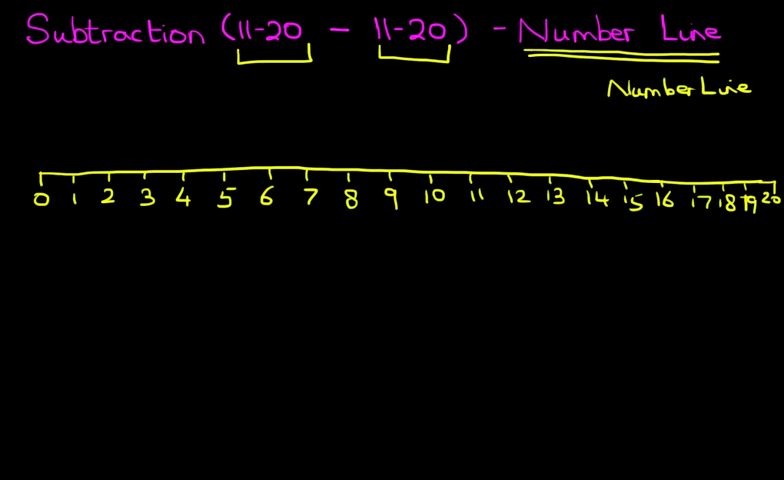 Subtraction (11-20 - 11-20) - Number Line
Number Line
0 1 2 3 4 5 6 7 8 9 10 11 12 13 14 15 16 17 18 19 20